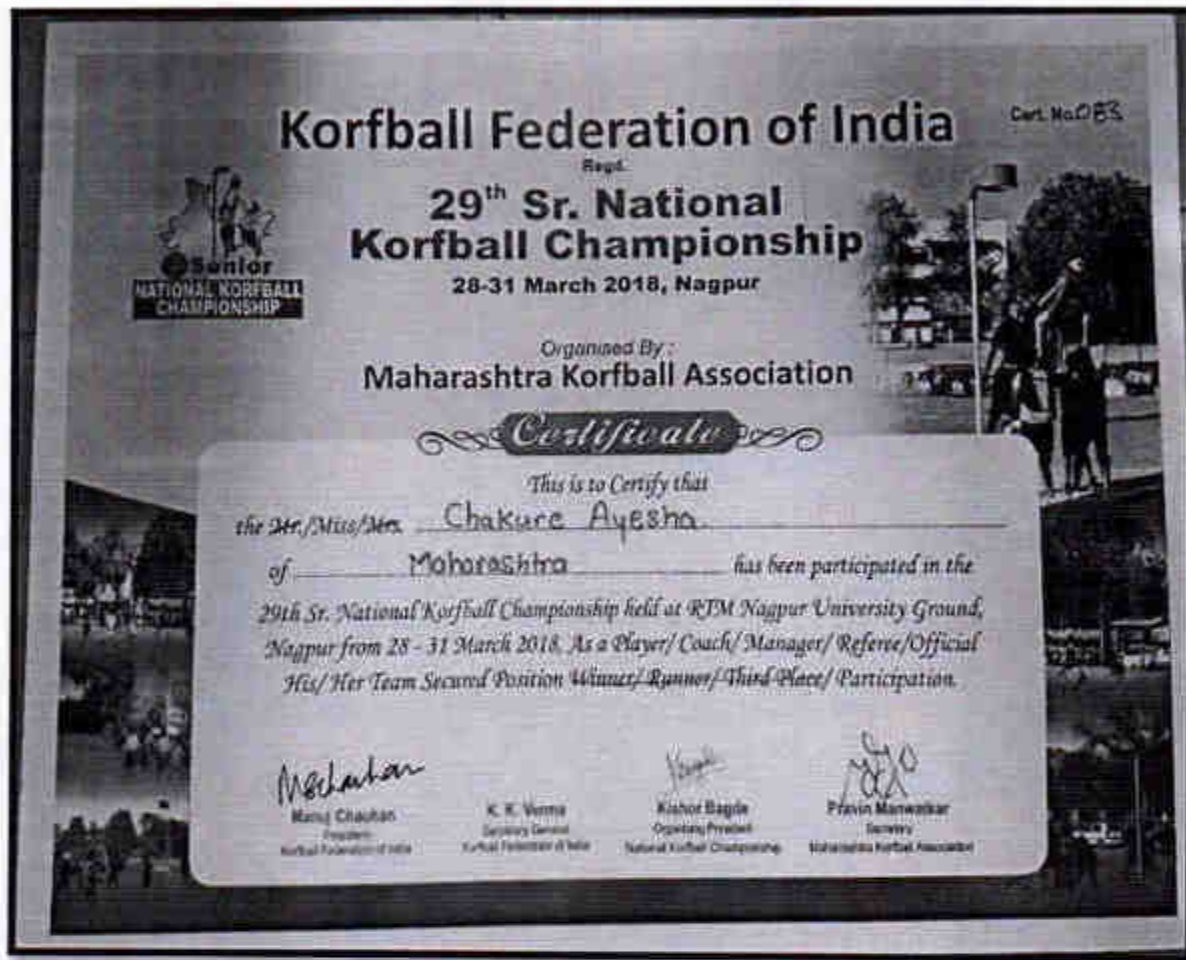 Korfball Federation of India
Cert. No. 083
Regd.
29th Sr. National
Korfball Championship
28-31 March 2018, Nagpur
Senior
NATIONAL KORFBALL
CHAMPIONSHIP
Organised By :
Maharashtra Korfball Association
Certificate
This is to Certify that
the Mr./Miss/Mrs. Chakure Ayesha
of Maharashtra has been participated in the
29th Sr. National Korfball Championship held at RTM Nagpur University Ground,
Nagpur from 28 - 31 March 2018. As a Player/ Coach/ Manager/ Referee/Official
His/ Her Team Secured Position Winner/ Runner/ Third Place/ Participation.
Manoj Chauhan K. K. Verma Kishor Bagde Pravin Manwatkar
President Secretary General Organising President Secretary
Korfball Federation of India Korfball Federation of India National Korfball Championship Maharashtra Korfball Association